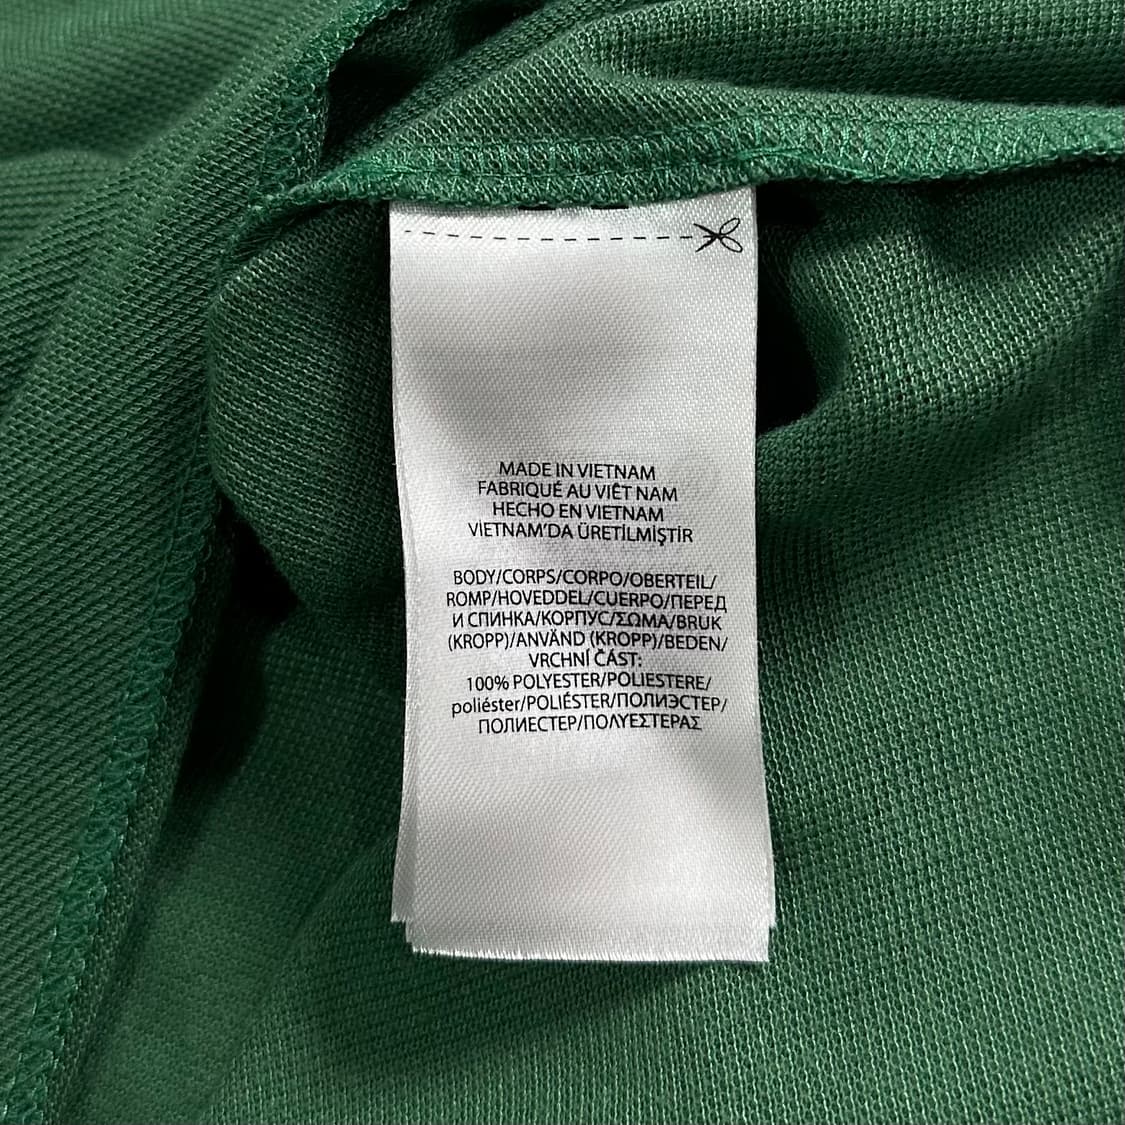 MADE IN VIETNAM
FABRIQUÉ AU VIÊT NAM
HECHO EN VIETNAM
VİETNAM'DA ÜRETİLMİŞTİR
BODY/CORPS/CORPO/OBERTEIL/
ROMP/HOVEDDEL/CUERPO/ПЕРЕД
И СПИНКА/КОРПУС/ΣΩΜΑ/BRUK
(KROPP)/ANVÄND (KROPP)/BEDEN/
VRCHNÍ ČÁST:
100% POLYESTER/POLIESTERE/
poliéster/POLIÉSTER/ПОЛИЭСТЕР/
ПОЛИЕСТЕР/ΠΟΛΥΕΣΤΕΡΑΣ